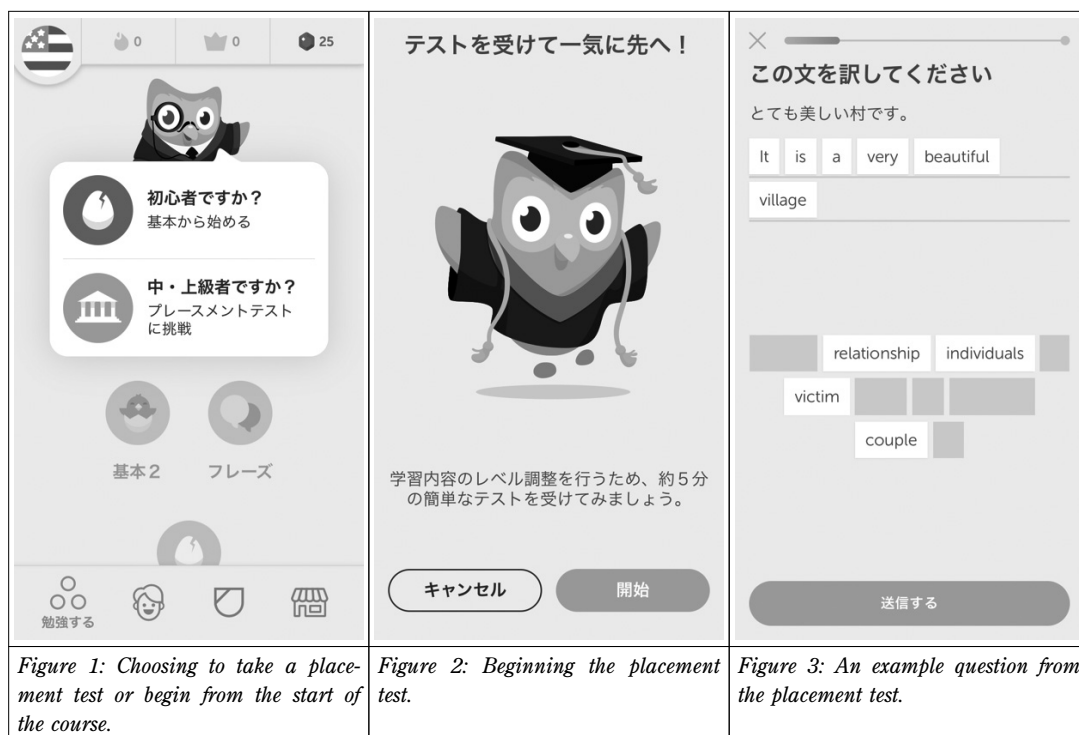 0
0
25
初心者ですか？
基本から始める
中・上級者ですか？
プレースメントテスト
に挑戦
基本２
フレーズ
勉強する
Figure 1: Choosing to take a place-
ment test or begin from the start of
the course.
テストを受けて一気に先へ！
学習内容のレベル調整を行うため、約５分
の簡単なテストを受けてみましょう。
キャンセル
開始
Figure 2: Beginning the placement
test.
この文を訳してください
とても美しい村です。
It is a very beautiful
village
relationship individuals
victim
couple
送信する
Figure 3: An example question from
the placement test.